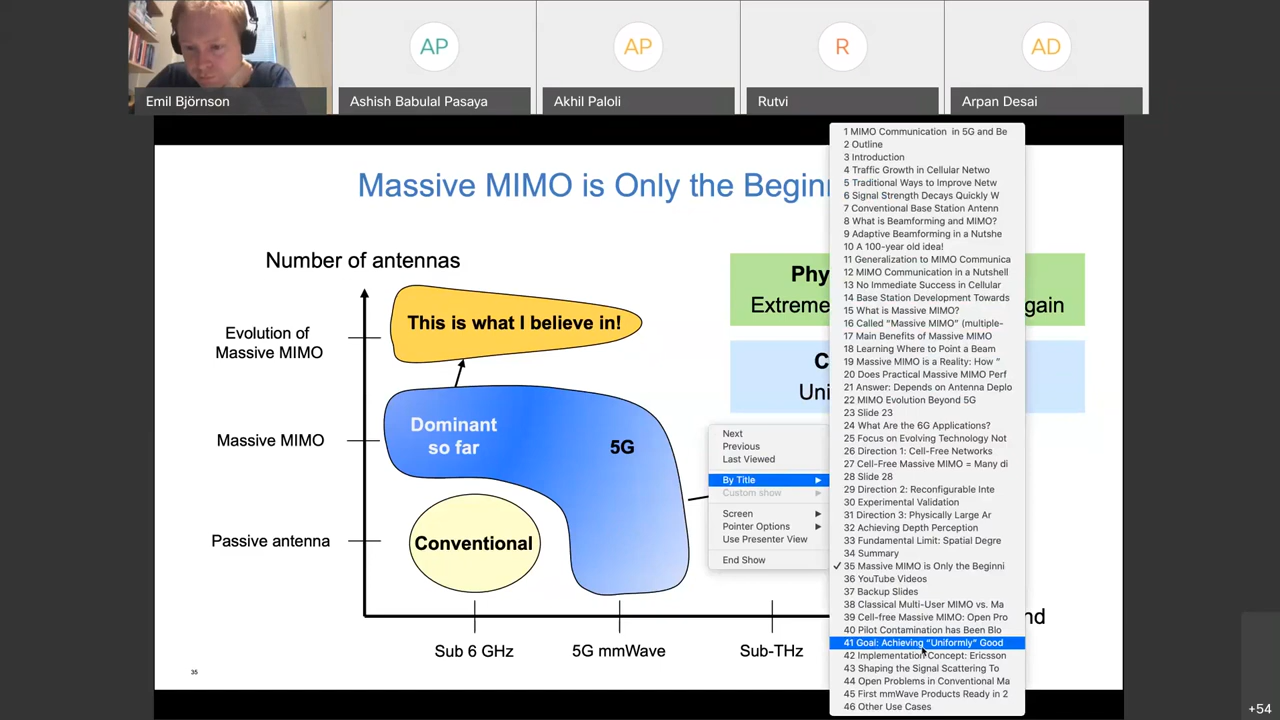 AP
AP
R
AD
Emil Björnson
Ashish Babulal Pasaya
Akhil Paloli
Rutvi
Arpan Desai
Massive MIMO is Only the Beginn
Number of antennas
Evolution of
Massive MIMO
Massive MIMO
Passive antenna
This is what I believe in!
Dominant
so far
5G
Conventional
Sub 6 GHz
5G mmWave
Sub-THz
nd
Phy
Extreme
gain
C
Uni
Next
Previous
Last Viewed
By Title
Custom show
Screen
Pointer Options
Use Presenter View
End Show
1 MIMO Communication in 5G and Be
2 Outline
3 Introduction
4 Traffic Growth in Cellular Netwo
5 Traditional Ways to Improve Netw
6 Signal Strength Decays Quickly W
7 Conventional Base Station Antenn
8 What is Beamforming and MIMO?
9 Adaptive Beamforming in a Nutshe
10 A 100-year old idea!
11 Generalization to MIMO Communica
12 MIMO Communication in a Nutshell
13 No Immediate Success in Cellular
14 Base Station Development Towards
15 What is Massive MIMO?
16 Called “Massive MIMO” (multiple-
17 Main Benefits of Massive MIMO
18 Learning Where to Point a Beam
19 Massive MIMO is a Reality: How ”
20 Does Practical Massive MIMO Perf
21 Answer: Depends on Antenna Deplo
22 MIMO Evolution Beyond 5G
23 Slide 23
24 What Are the 6G Applications?
25 Focus on Evolving Technology Not
26 Direction 1: Cell-Free Networks
27 Cell-Free Massive MIMO = Many di
28 Slide 28
29 Direction 2: Reconfigurable Inte
30 Experimental Validation
31 Direction 3: Physically Large Ar
32 Achieving Depth Perception
33 Fundamental Limit: Spatial Degre
34 Summary
✓ 35 Massive MIMO is Only the Beginni
36 YouTube Videos
37 Backup Slides
38 Classical Multi-User MIMO vs. Ma
39 Cell-free Massive MIMO: Open Pro
40 Pilot Contamination has Been Blo
41 Goal: Achieving “Uniformly” Good
42 Implementation Concept: Ericsson
43 Shaping the Signal Scattering To
44 Open Problems in Conventional Ma
45 First mmWave Products Ready in 2
46 Other Use Cases
35
+54